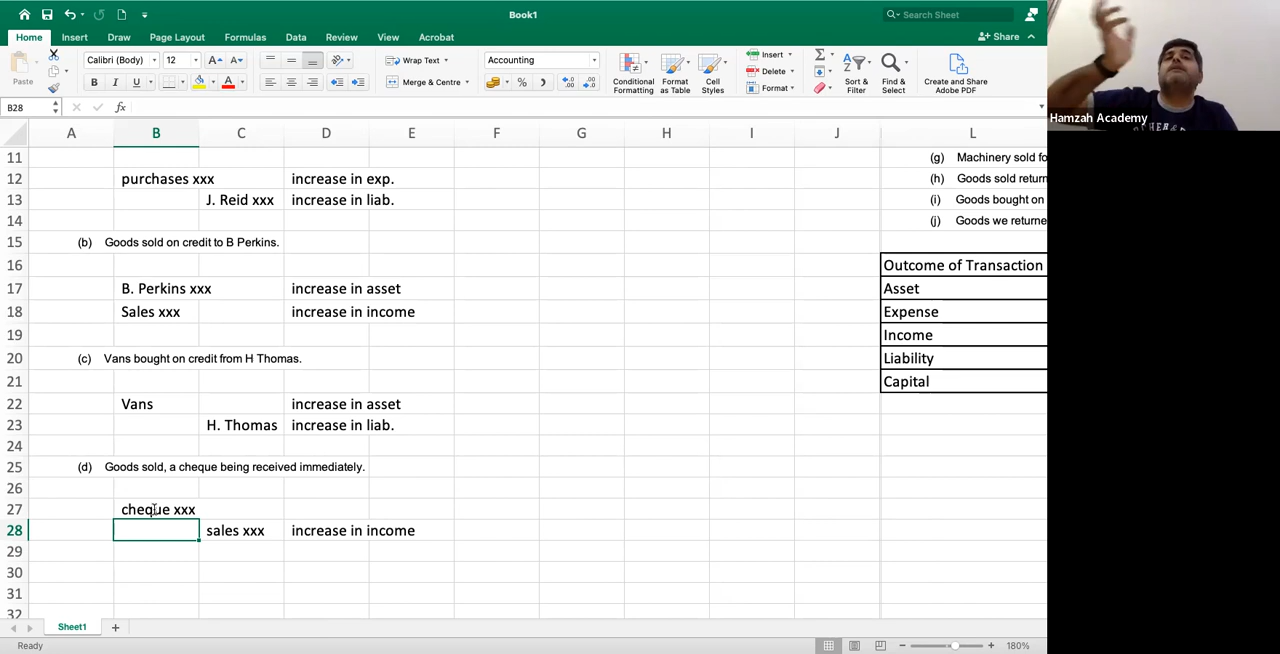 Book1
Search Sheet
Home Insert Draw Page Layout Formulas Data Review View Acrobat
Share
Paste
Calibri (Body) 12
Wrap Text
Accounting
Insert
Delete
Format
B I U
Merge & Centre
Conditional Formatting
Format as Table
Cell Styles
Sort & Filter
Find & Select
Create and Share Adobe PDF
B28 fx
A B C D E F G H I J L
11 (g) Machinery sold fo
12 purchases xxx increase in exp. (h) Goods sold return
13 J. Reid xxx increase in liab. (i) Goods bought on
14 (j) Goods we returne
15 (b) Goods sold on credit to B Perkins.
16 Outcome of Transaction
17 B. Perkins xxx increase in asset Asset
18 Sales xxx increase in income Expense
19 Income
20 (c) Vans bought on credit from H Thomas. Liability
21 Capital
22 Vans increase in asset
23 H. Thomas increase in liab.
24
25 (d) Goods sold, a cheque being received immediately.
26
27 cheque xxx
28 sales xxx increase in income
29
30
31
32
Sheet1
Ready 180%
Hamzah Academy